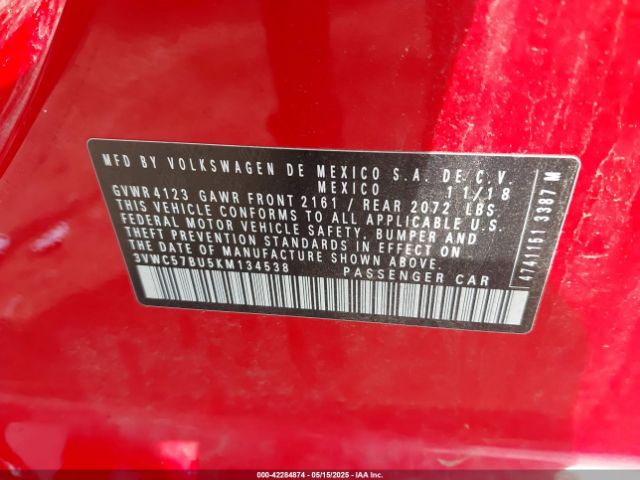 MFD BY VOLKSWAGEN DE MEXICO S.A. DE C.V.
MEXICO 11/18
GVWR 4123 GAWR FRONT 2161 / REAR 2072 LBS
THIS VEHICLE CONFORMS TO ALL APPLICABLE U.S.
FEDERAL MOTOR VEHICLE SAFETY, BUMPER AND
THEFT PREVENTION STANDARDS IN EFFECT ON
THE DATE OF MANUFACTURE SHOWN ABOVE
3VWC57BU5KM134538 PASSENGER CAR
4741151 3387 M
000-42284874 | 05/15/2025 | IAA Inc.